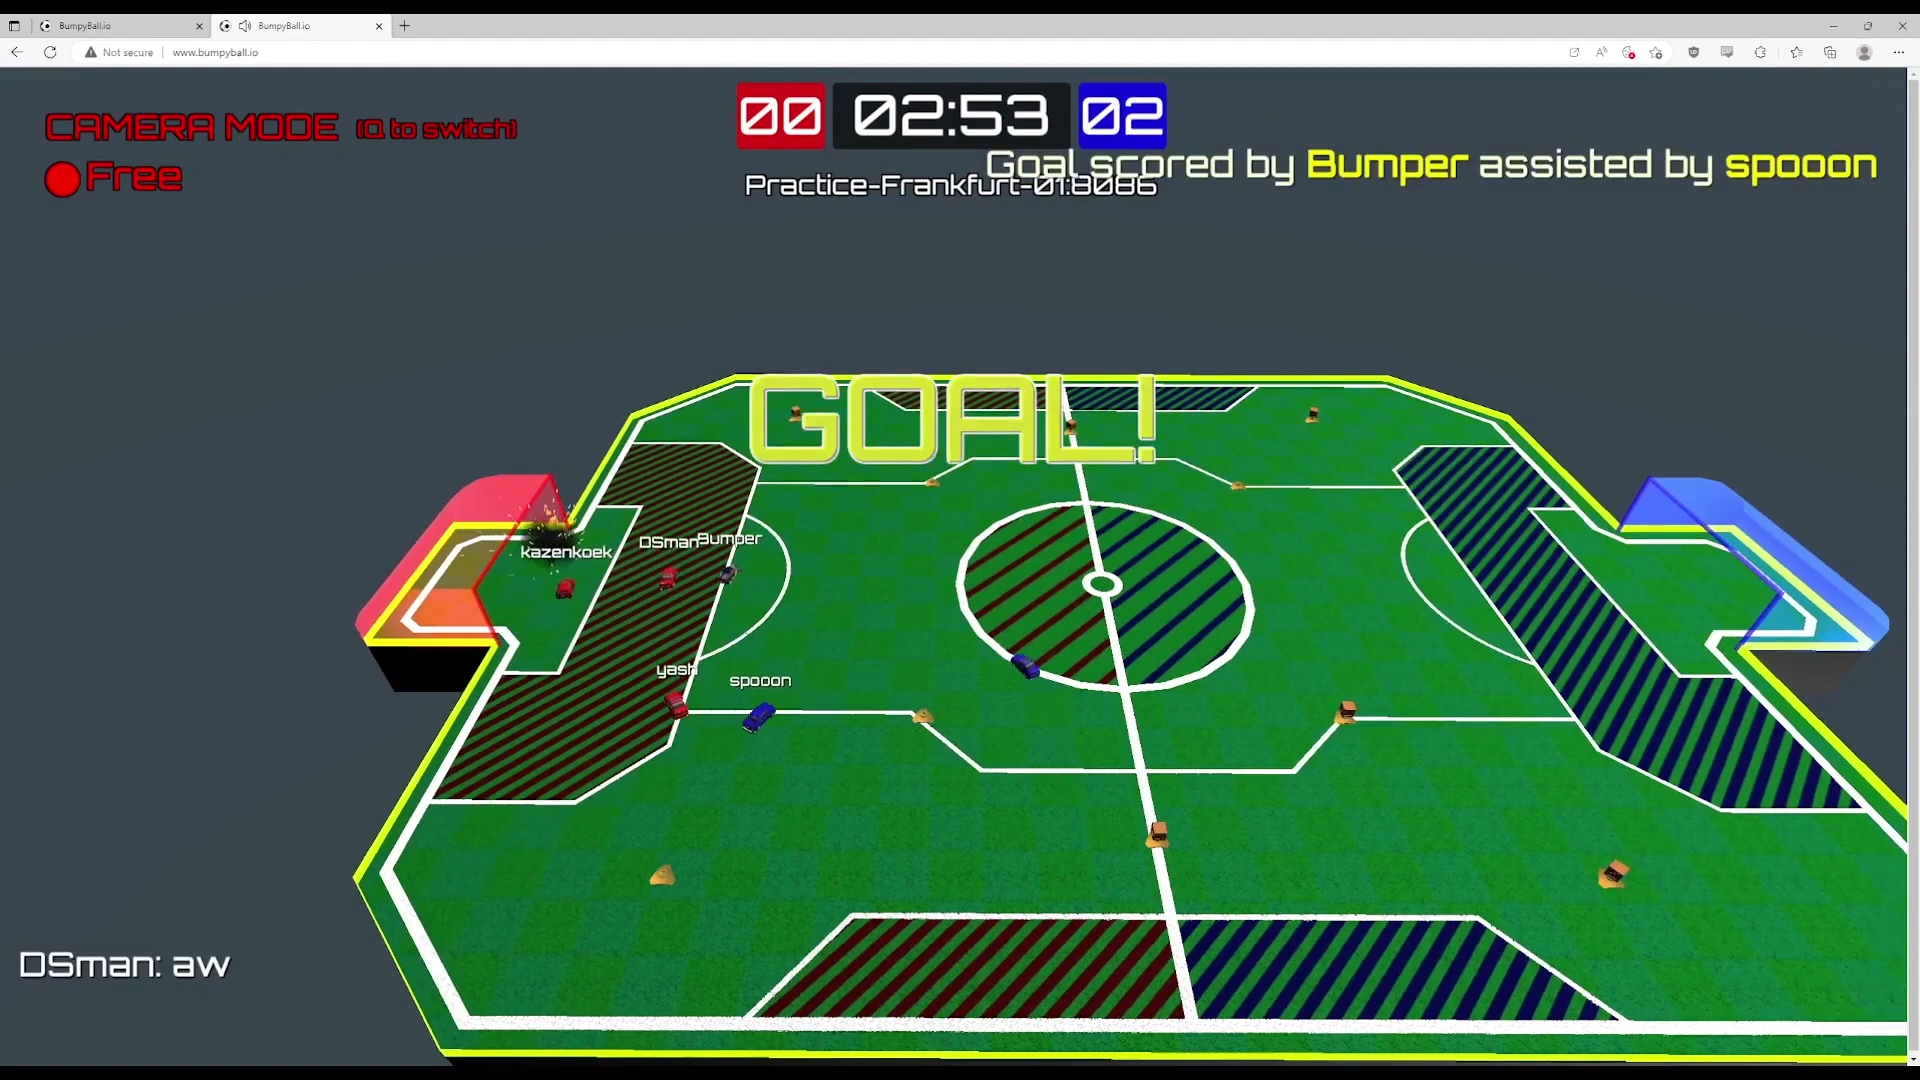 BumpyBall.io
BumpyBall.io
Not secure
www.bumpyball.io
CAMERA MODE (Q to switch)
Free
00
02:53
02
Goal scored by Bumper assisted by spooon
Practice-Frankfurt-01:8086
GOAL!
kazenkoek
DSman
Bumper
yash
spooon
DSman: aw